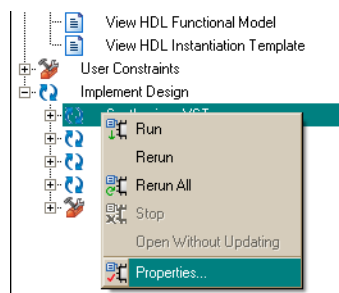 View HDL Functional Model
View HDL Instantiation Template
User Constraints
Implement Design
Run
Rerun
Rerun All
Stop
Open Without Updating
Properties...